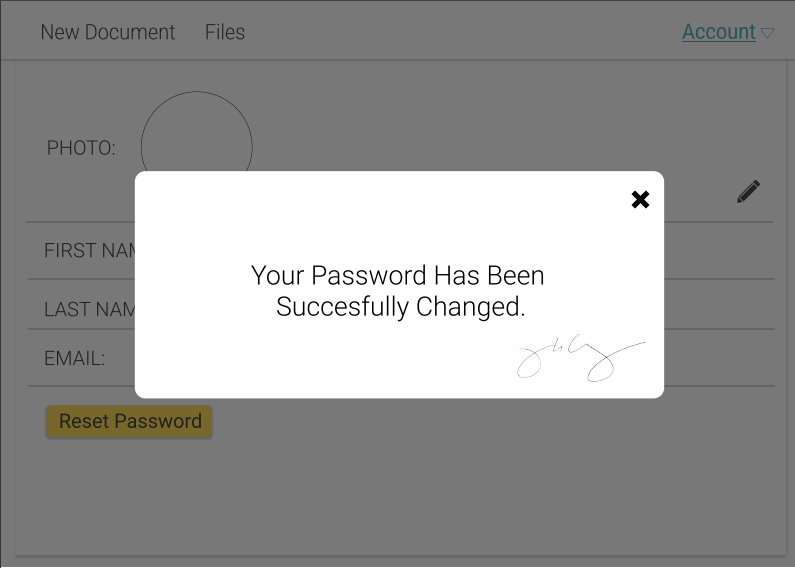 New Document Files Account
PHOTO:
FIRST NAM
Your Password Has Been
Succesfully Changed.
LAST NAM
EMAIL:
Reset Password